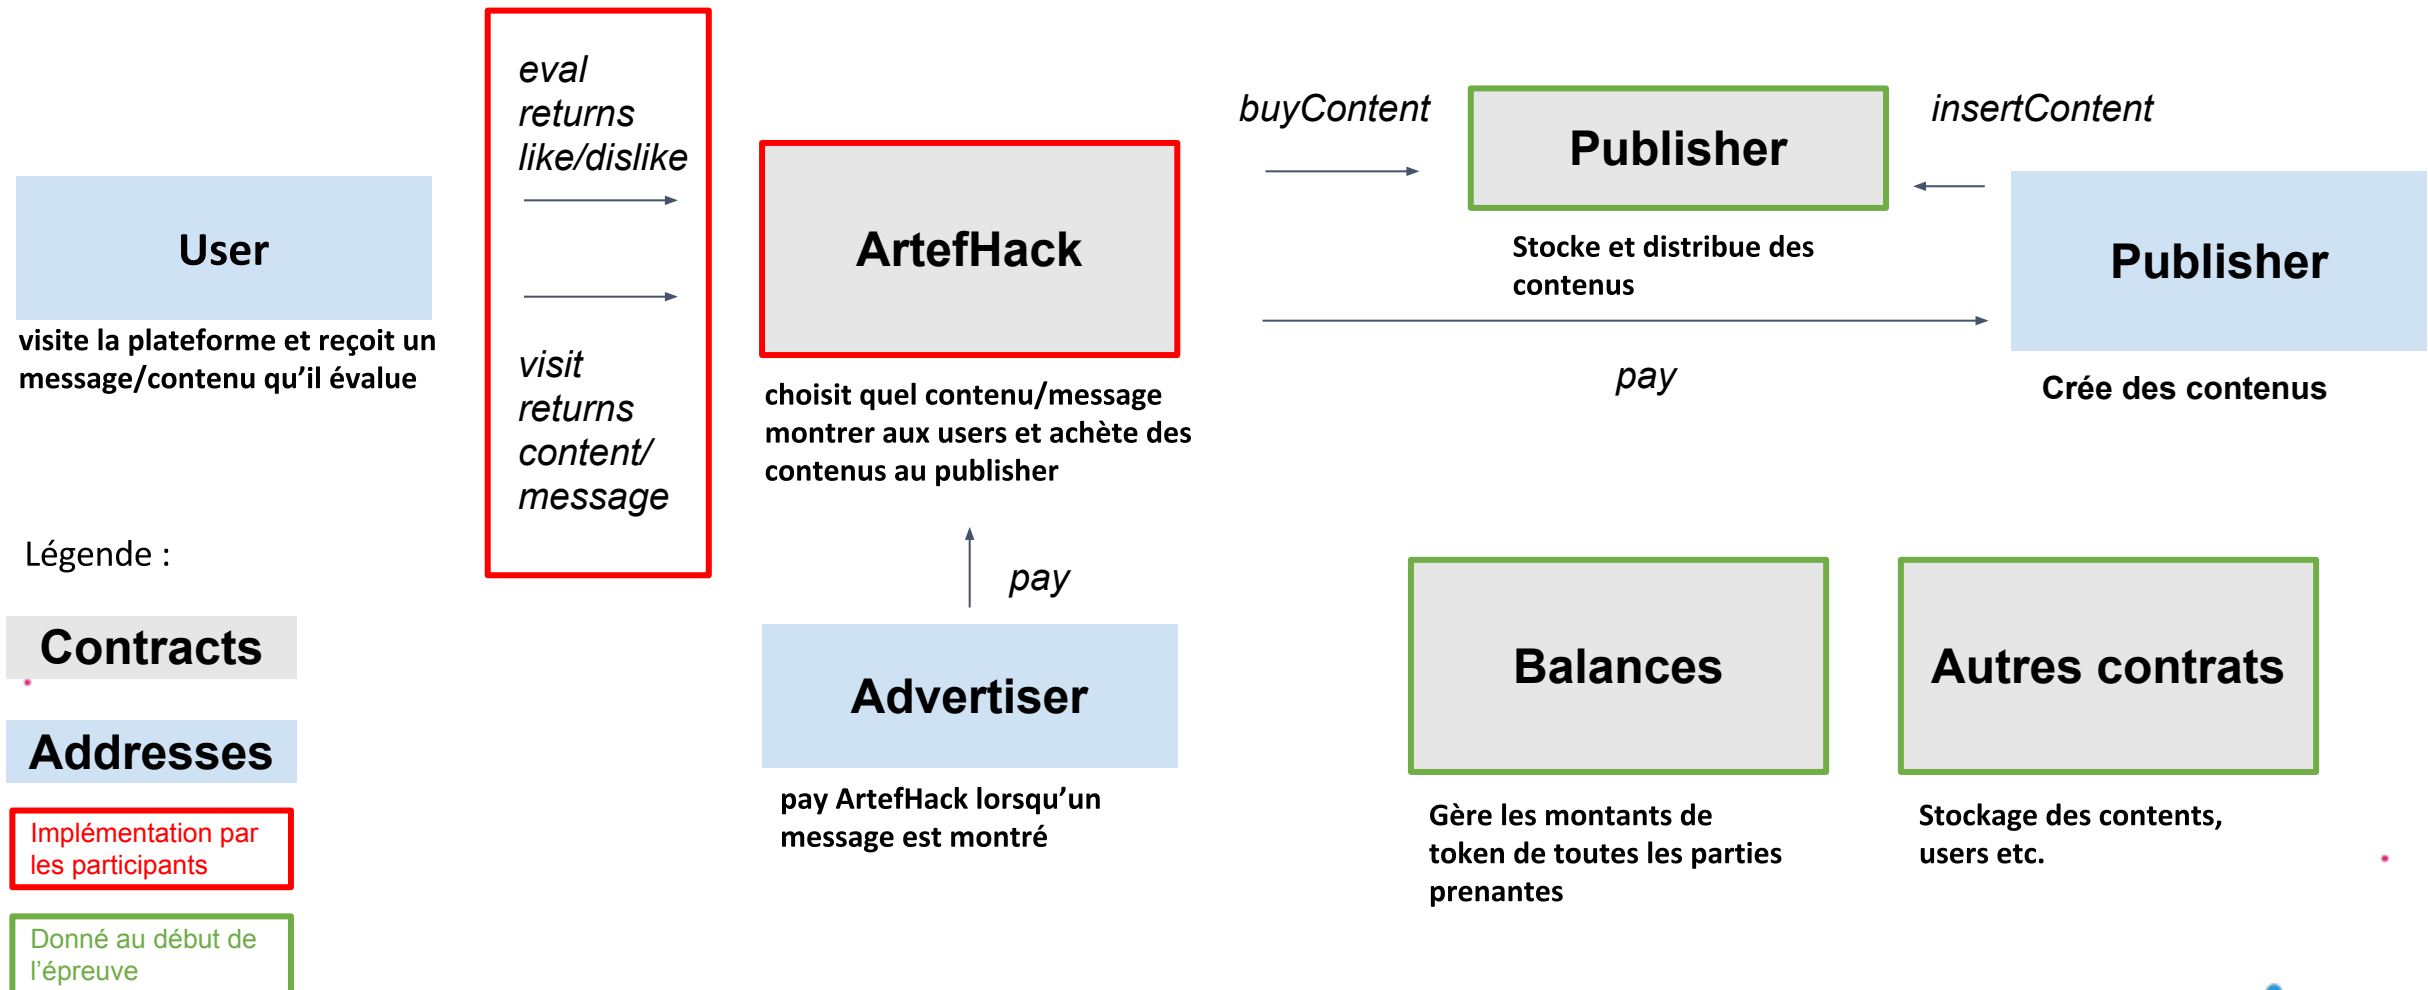 eval
returns
like/dislike
visit
returns
content/
message
User
visite la plateforme et reçoit un
message/contenu qu'il évalue
ArtefHack
choisit quel contenu/message
montrer aux users et achète des
contenus au publisher
buyContent
Publisher
Stocke et distribue des
contenus
insertContent
Publisher
Crée des contenus
pay
pay
Advertiser
pay ArtefHack lorsqu'un
message est montré
Balances
Gère les montants de
token de toutes les parties
prenantes
Autres contrats
Stockage des contents,
users etc.
Légende :
Contracts
Addresses
Implémentation par
les participants
Donné au début de
l'épreuve